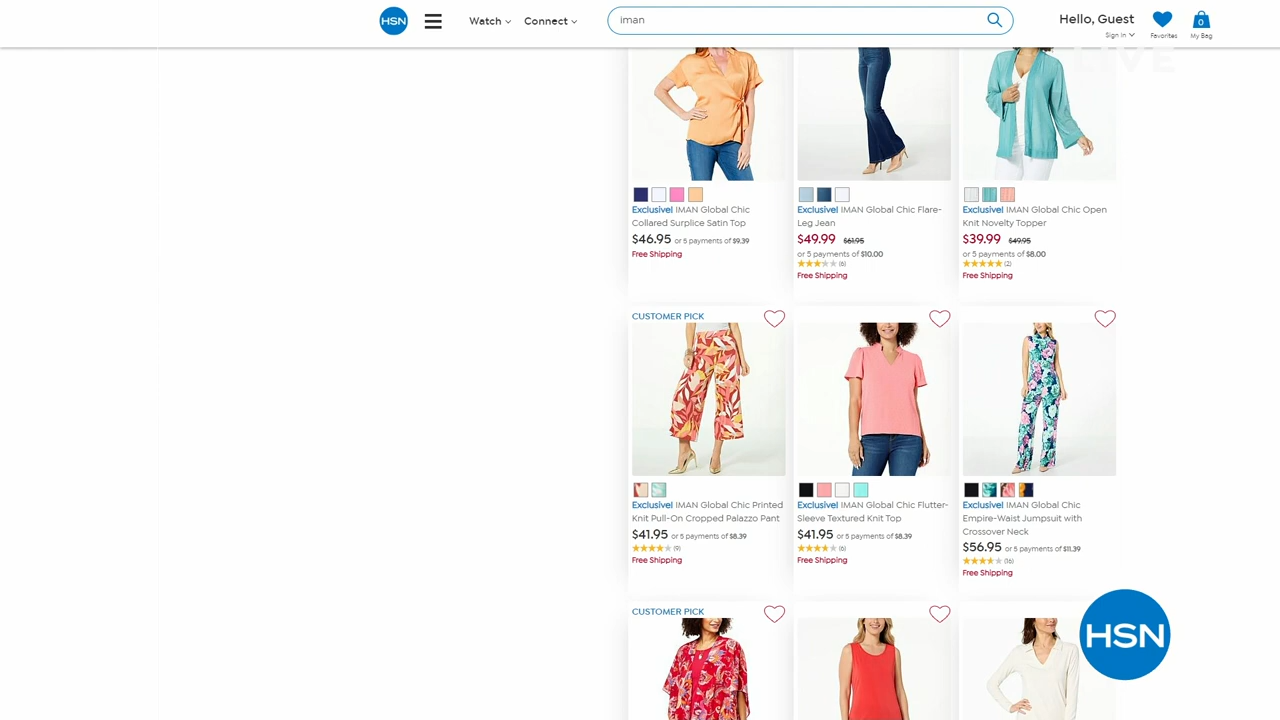 HSN
Watch
Connect
iman
Hello, Guest
Sign In
Favorites
0
My Bag
LIVE
Exclusive! IMAN Global Chic
Collared Surplice Satin Top
$46.95 or 5 payments of $9.39
Free Shipping
Exclusive! IMAN Global Chic Flare-
Leg Jean
$49.99 $61.95
or 5 payments of $10.00
(6)
Free Shipping
Exclusive! IMAN Global Chic Open
Knit Novelty Topper
$39.99 $49.95
or 5 payments of $8.00
(2)
Free Shipping
CUSTOMER PICK
Exclusive! IMAN Global Chic Printed
Knit Pull-On Cropped Palazzo Pant
$41.95 or 5 payments of $8.39
(9)
Free Shipping
Exclusive! IMAN Global Chic Flutter-
Sleeve Textured Knit Top
$41.95 or 5 payments of $8.39
(6)
Free Shipping
Exclusive! IMAN Global Chic
Empire-Waist Jumpsuit with
Crossover Neck
$56.95 or 5 payments of $11.39
(16)
Free Shipping
CUSTOMER PICK
HSN